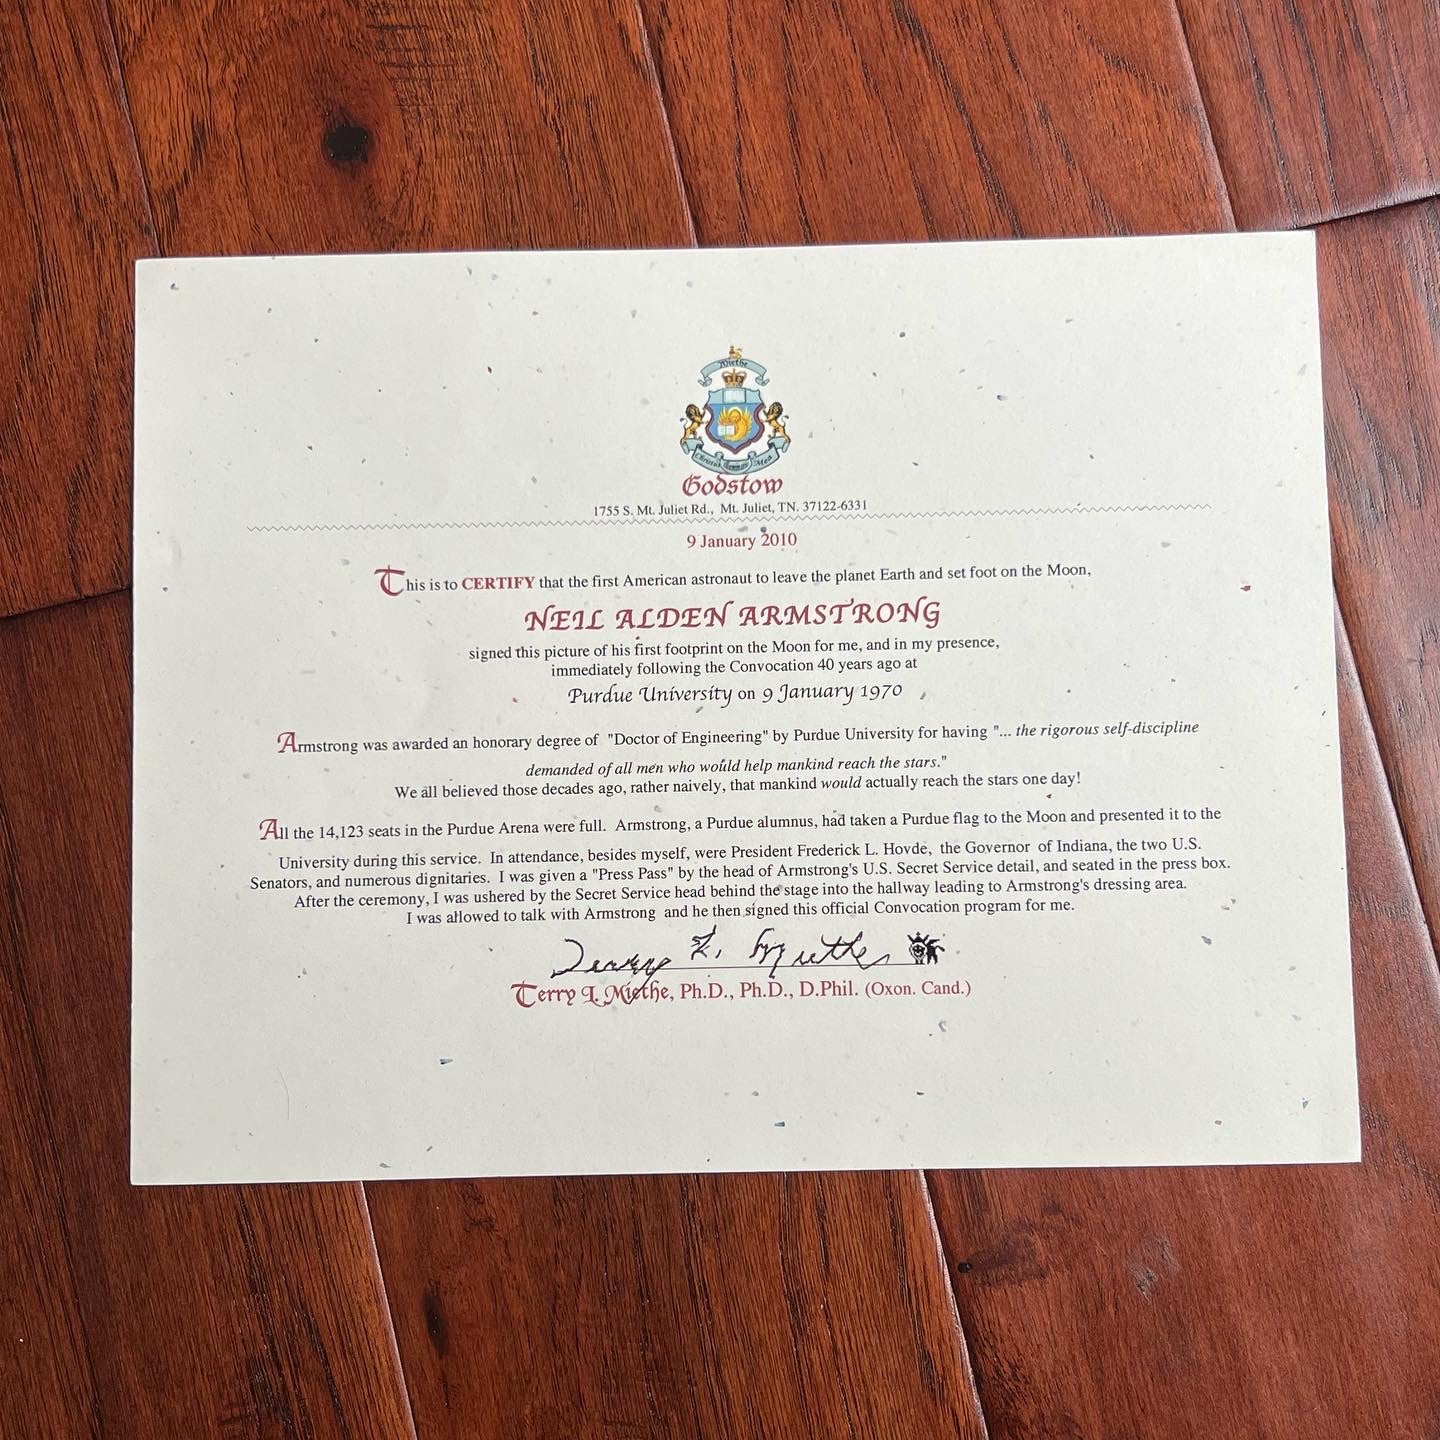 Miethe
Godstow
1755 S. Mt. Juliet Rd., Mt. Juliet, TN. 37122-6331
9 January 2010
This is to CERTIFY that the first American astronaut to leave the planet Earth and set foot on the Moon,
NEIL ALDEN ARMSTRONG
signed this picture of his first footprint on the Moon for me, and in my presence,
immediately following the Convocation 40 years ago at
Purdue University on 9 January 1970
Armstrong was awarded an honorary degree of "Doctor of Engineering" by Purdue University for having "... the rigorous self-discipline
demanded of all men who would help mankind reach the stars."
We all believed those decades ago, rather naively, that mankind would actually reach the stars one day!
All the 14,123 seats in the Purdue Arena were full. Armstrong, a Purdue alumnus, had taken a Purdue flag to the Moon and presented it to the
University during this service. In attendance, besides myself, were President Frederick L. Hovde, the Governor of Indiana, the two U.S.
Senators, and numerous dignitaries. I was given a "Press Pass" by the head of Armstrong's U.S. Secret Service detail, and seated in the press box.
After the ceremony, I was ushered by the Secret Service head behind the stage into the hallway leading to Armstrong's dressing area.
I was allowed to talk with Armstrong and he then signed this official Convocation program for me.
Terry L. Miethe
Terry L. Miethe, Ph.D., Ph.D., D.Phil. (Oxon. Cand.)